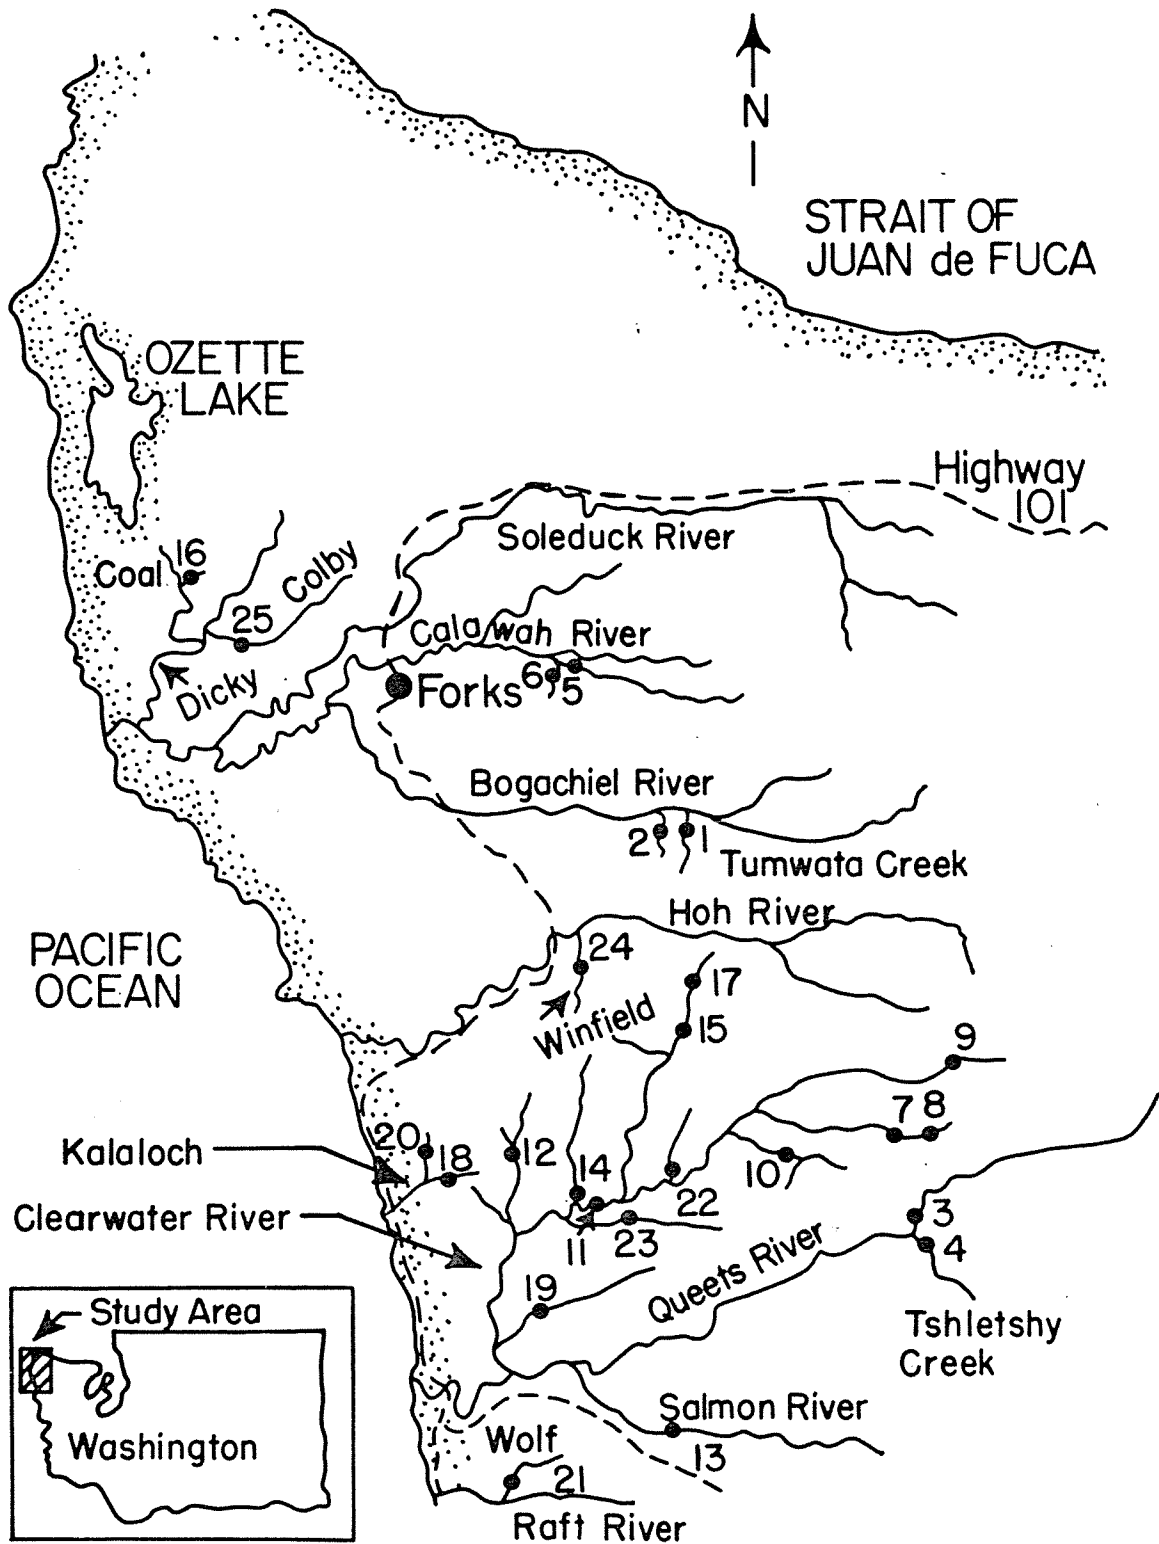 N
STRAIT OF
JUAN de FUCA
OZETTE
LAKE
Highway
101
Soleduck River
16
Coal
Colby
25
Calawah River
Dicky
6
5
Forks
Bogachiel River
2
1
Tumwata Creek
Hoh River
PACIFIC
OCEAN
24
17
Winfield
15
9
7
8
20
Kalaloch
18
12
14
10
22
Clearwater River
11
23
3
4
Queets River
19
Study Area
Tshletshy
Creek
Washington
Salmon River
Wolf
13
21
Raft River